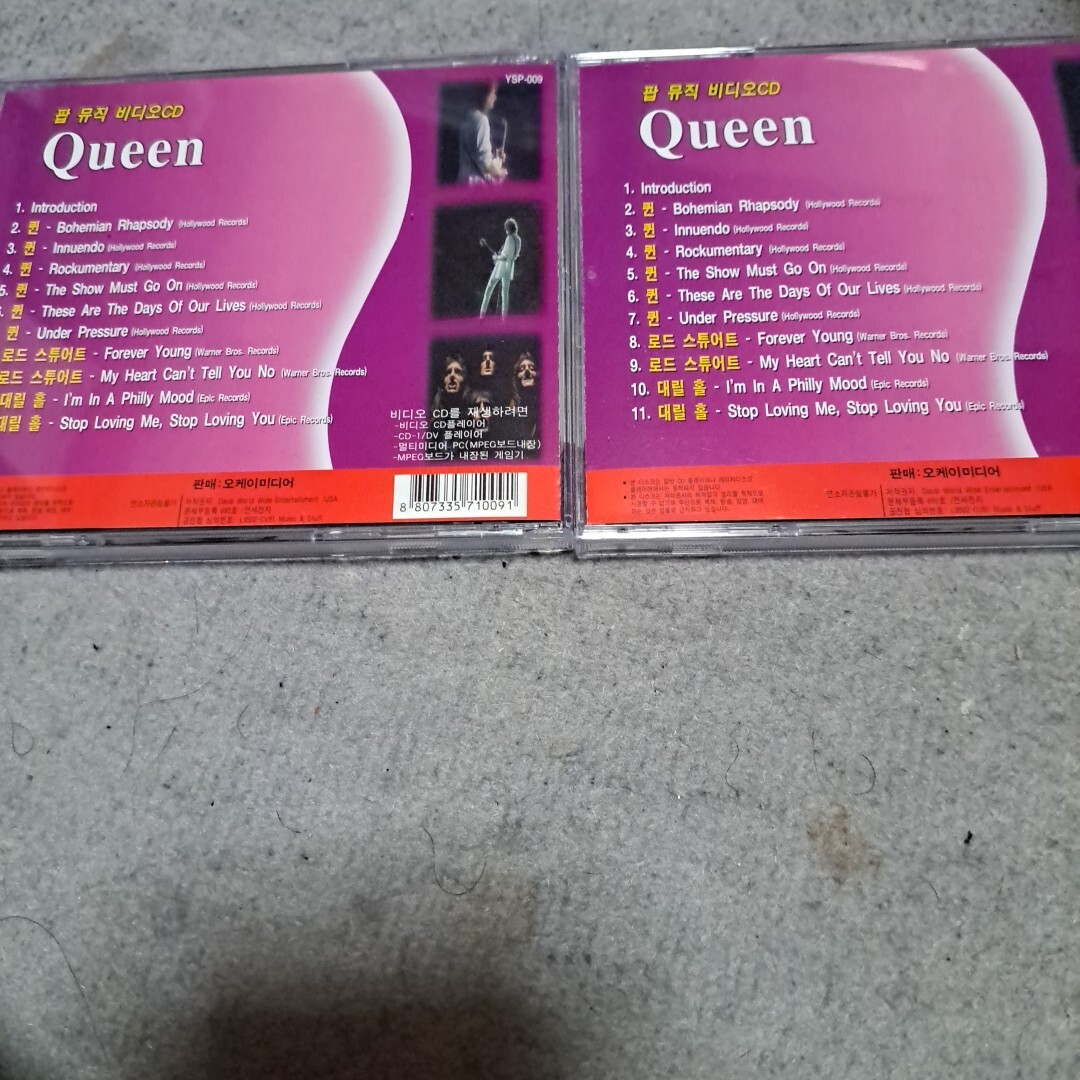 YSP-009
팝 뮤직 비디오CD
Queen
1. Introduction
2. 퀸 - Bohemian Rhapsody (Hollywood Records)
3. 퀸 - Innuendo (Hollywood Records)
4. 퀸 - Rockumentary (Hollywood Records)
5. 퀸 - The Show Must Go On (Hollywood Records)
6. 퀸 - These Are The Days Of Our Lives (Hollywood Records)
퀸 - Under Pressure (Hollywood Records)
로드 스튜어트 - Forever Young (Warner Bros. Records)
로드 스튜어트 - My Heart Can't Tell You No (Warner Bros. Records)
대릴 홀 - I'm In A Philly Mood (Epic Records)
대릴 홀 - Stop Loving Me, Stop Loving You (Epic Records)
비디오 CD를 재생하려면
-비디오 CD플레이어
-CD-I/DV 플레이어
-멀티미디어 PC(MPEG보드내장)
-MPEG보드가 내장된 게임기
판매:오케이미디어
연소자관람불가
8 807335 710091
팝 뮤직 비디오CD
Queen
1. Introduction
2. 퀸 - Bohemian Rhapsody (Hollywood Records)
3. 퀸 - Innuendo (Hollywood Records)
4. 퀸 - Rockumentary (Hollywood Records)
5. 퀸 - The Show Must Go On (Hollywood Records)
6. 퀸 - These Are The Days Of Our Lives (Hollywood Records)
7. 퀸 - Under Pressure (Hollywood Records)
8. 로드 스튜어트 - Forever Young (Warner Bros. Records)
9. 로드 스튜어트 - My Heart Can't Tell You No (Warner Bros. Records)
10. 대릴 홀 - I'm In A Philly Mood (Epic Records)
11. 대릴 홀 - Stop Loving Me, Stop Loving You (Epic Records)
판매:오케이미디어
연소자관람불가